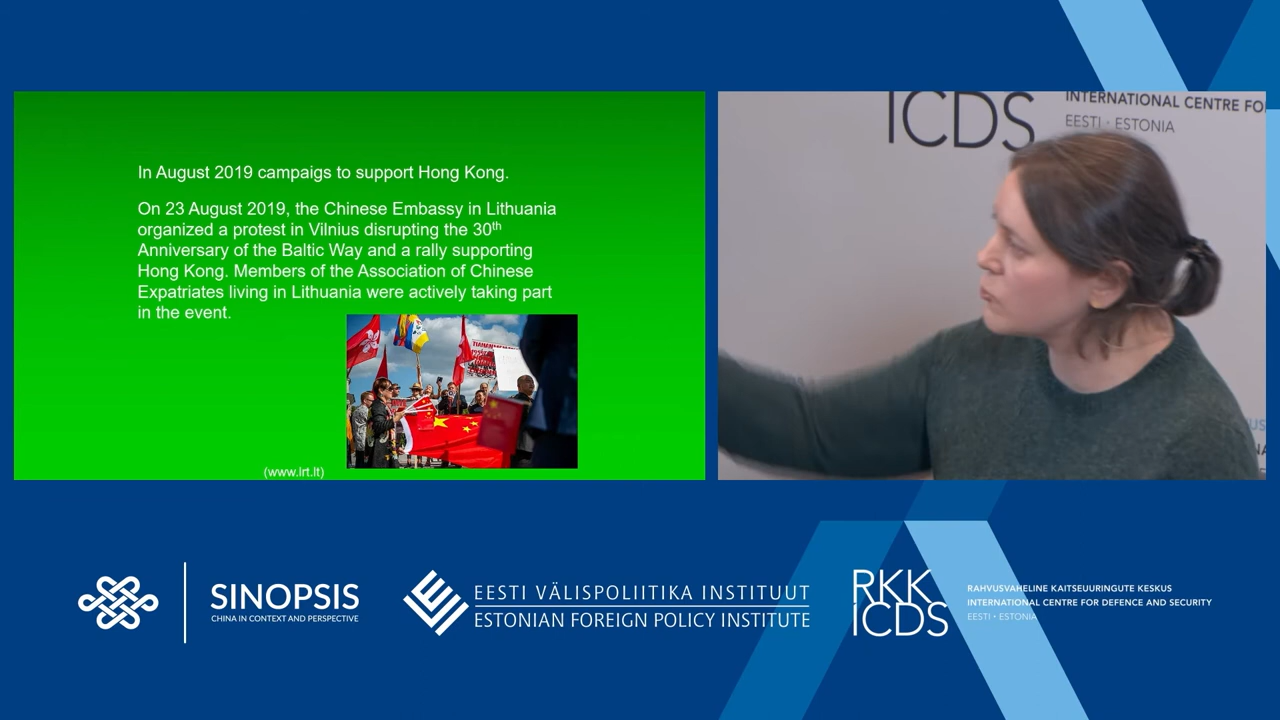 In August 2019 campaigs to support Hong Kong.
On 23 August 2019, the Chinese Embassy in Lithuania
organized a protest in Vilnius disrupting the 30th
Anniversary of the Baltic Way and a rally supporting
Hong Kong. Members of the Association of Chinese
Expatriates living in Lithuania were actively taking part
in the event.
(www.lrt.lt)
ICDS
INTERNATIONAL CENTRE FO
EESTI · ESTONIA
SINOPSIS
CHINA IN CONTEXT AND PERSPECTIVE
EESTI VÄLISPOLIITIKA INSTITUUT
ESTONIAN FOREIGN POLICY INSTITUTE
RKK
ICDS
RAHVUSVAHELINE KAITSEUURINGUTE KESKUS
INTERNATIONAL CENTRE FOR DEFENCE AND SECURITY
EESTI · ESTONIA